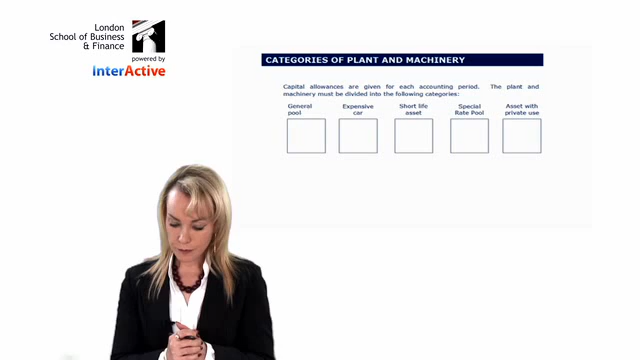 London
School of Business
& Finance
powered by
InterActive
CATEGORIES OF PLANT AND MACHINERY
Capital allowances are given for each accounting period. The plant and
machinery must be divided into the following categories:
General pool
Expensive car
Short life asset
Special Rate Pool
Asset with private use